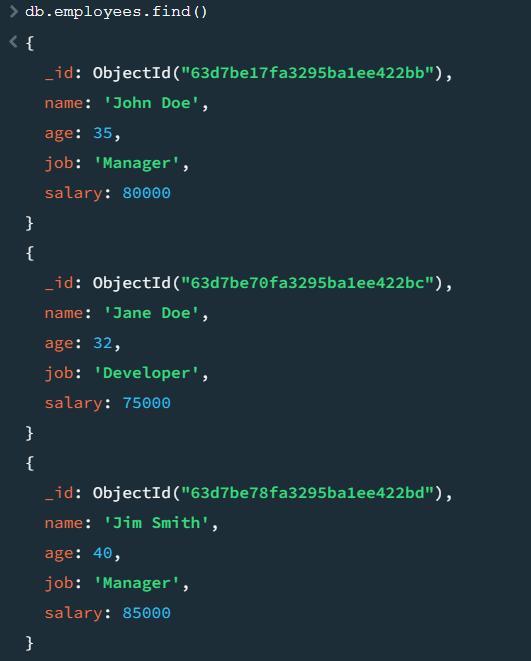 > db.employees.find()
< {
_id: ObjectId("63d7be17fa3295ba1ee422bb"),
name: 'John Doe',
age: 35,
job: 'Manager',
salary: 80000
}
{
_id: ObjectId("63d7be70fa3295ba1ee422bc"),
name: 'Jane Doe',
age: 32,
job: 'Developer',
salary: 75000
}
{
_id: ObjectId("63d7be78fa3295ba1ee422bd"),
name: 'Jim Smith',
age: 40,
job: 'Manager',
salary: 85000
}